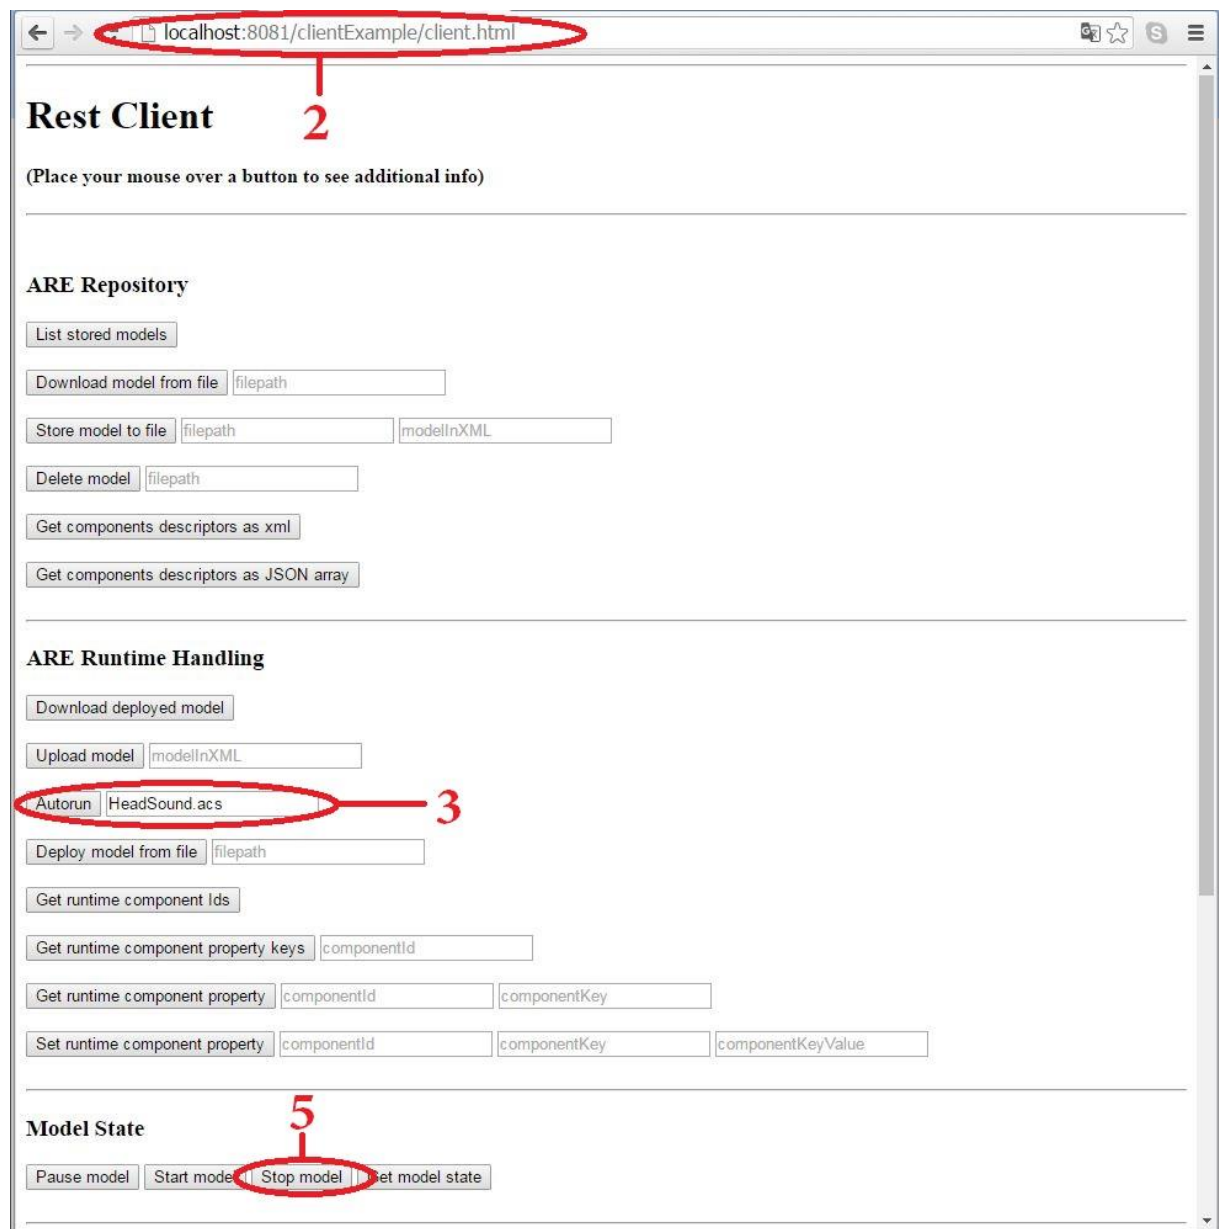 localhost:8081/clientExample/client.html
2
Rest Client
(Place your mouse over a button to see additional info)
ARE Repository
List stored models
Download model from file filepath
Store model to file filepath modelInXML
Delete model filepath
Get components descriptors as xml
Get components descriptors as JSON array
ARE Runtime Handling
Download deployed model
Upload model modelInXML
Autorun HeadSound.acs 3
Deploy model from file filepath
Get runtime component Ids
Get runtime component property keys componentId
Get runtime component property componentId componentKey
Set runtime component property componentId componentKey componentKeyValue
5
Model State
Pause model Start model Stop model Get model state